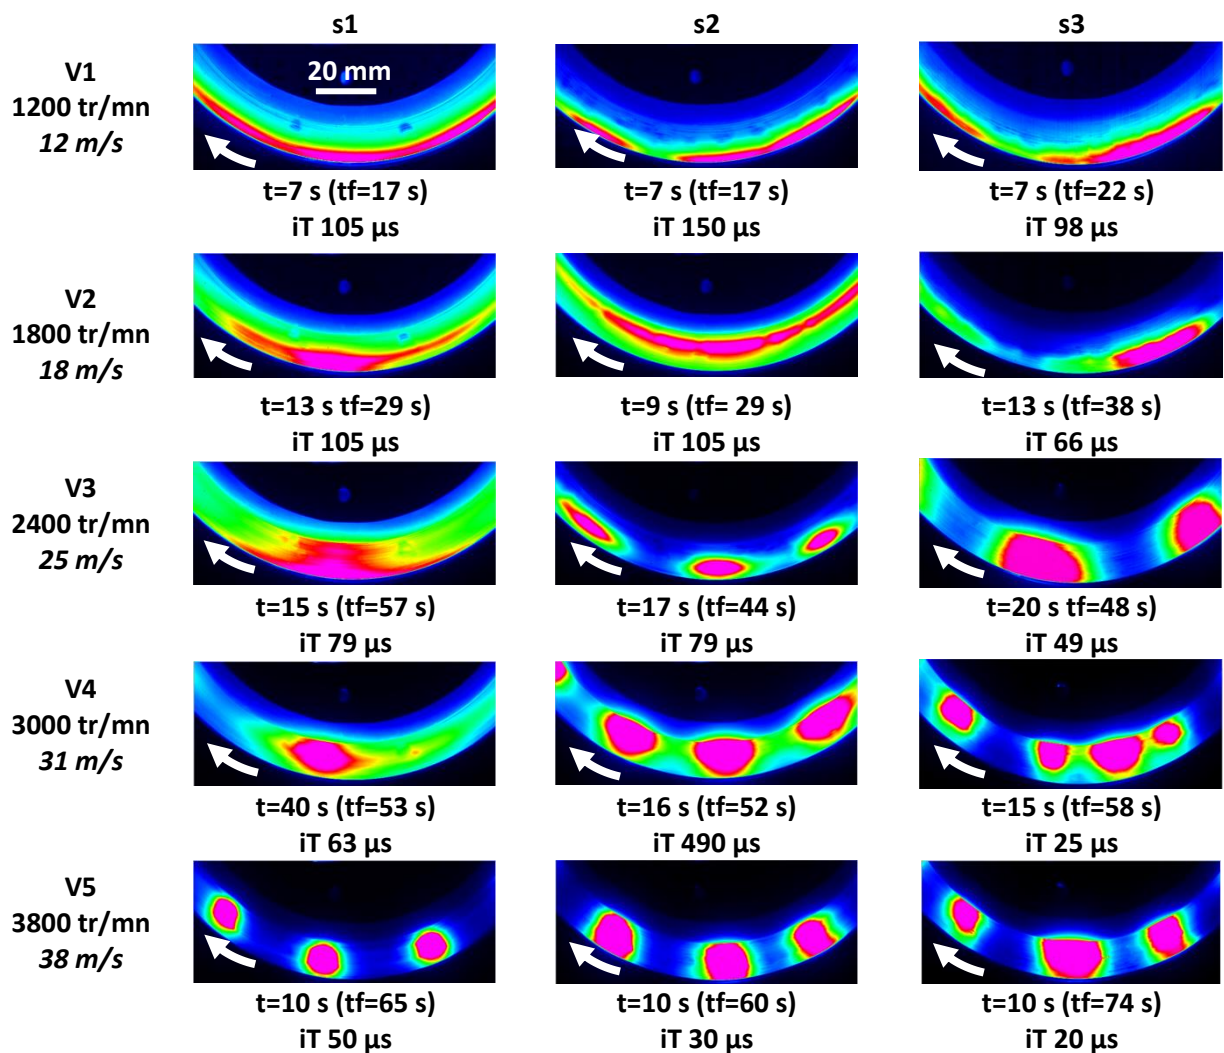 s1 s2 s3
20 mm
V1
1200 tr/mn
12 m/s
t=7 s (tf=17 s) t=7 s (tf=17 s) t=7 s (tf=22 s)
iT 105 µs iT 150 µs iT 98 µs
V2
1800 tr/mn
18 m/s
t=13 s tf=29 s) t=9 s (tf= 29 s) t=13 s (tf=38 s)
iT 105 µs iT 105 µs iT 66 µs
V3
2400 tr/mn
25 m/s
t=15 s (tf=57 s) t=17 s (tf=44 s) t=20 s tf=48 s)
iT 79 µs iT 79 µs iT 49 µs
V4
3000 tr/mn
31 m/s
t=40 s (tf=53 s) t=16 s (tf=52 s) t=15 s (tf=58 s)
iT 63 µs iT 490 µs iT 25 µs
V5
3800 tr/mn
38 m/s
t=10 s (tf=65 s) t=10 s (tf=60 s) t=10 s (tf=74 s)
iT 50 µs iT 30 µs iT 20 µs